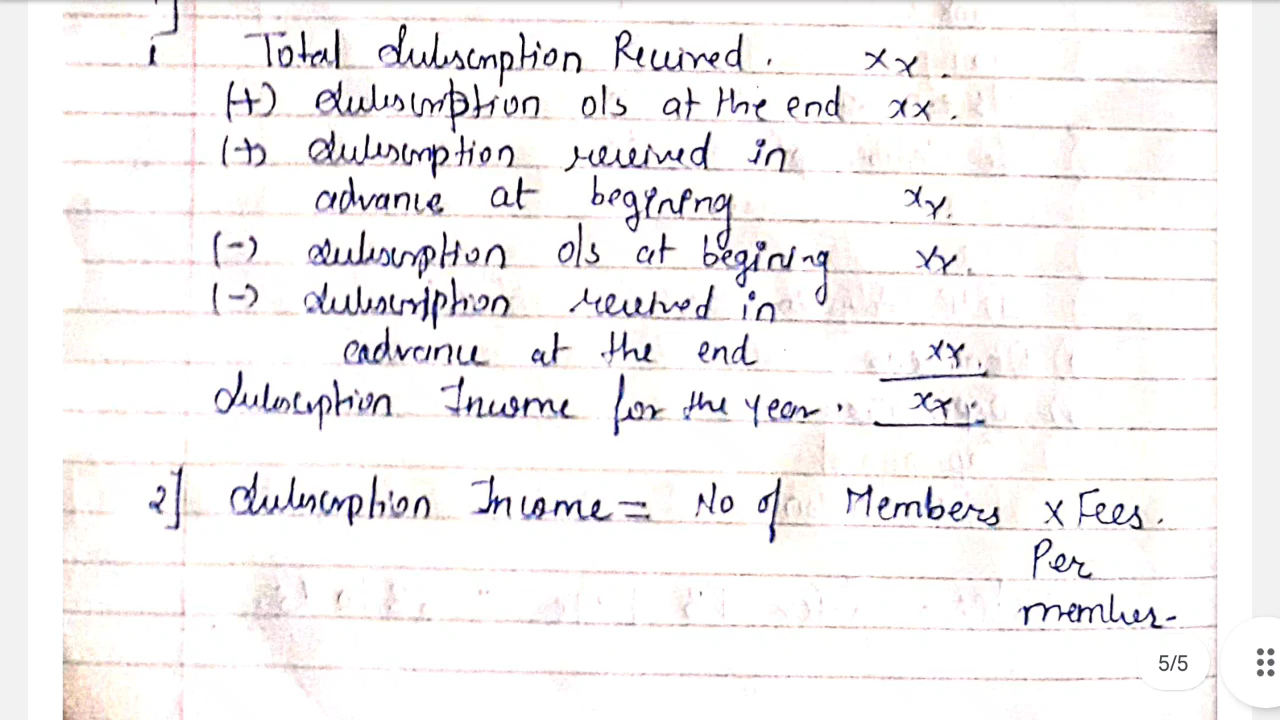 1]
Total Subscription Received. xx.
(+) Subscription o/s at the end xx.
(+) Subscription received in
advance at begining xx.
(-) Subscription o/s at begining xx.
(-) Subscription received in
advance at the end xx.
Subscription Income for the year. xx.
2] Subscription Income = No of Members x Fees.
Per
member-
5/5